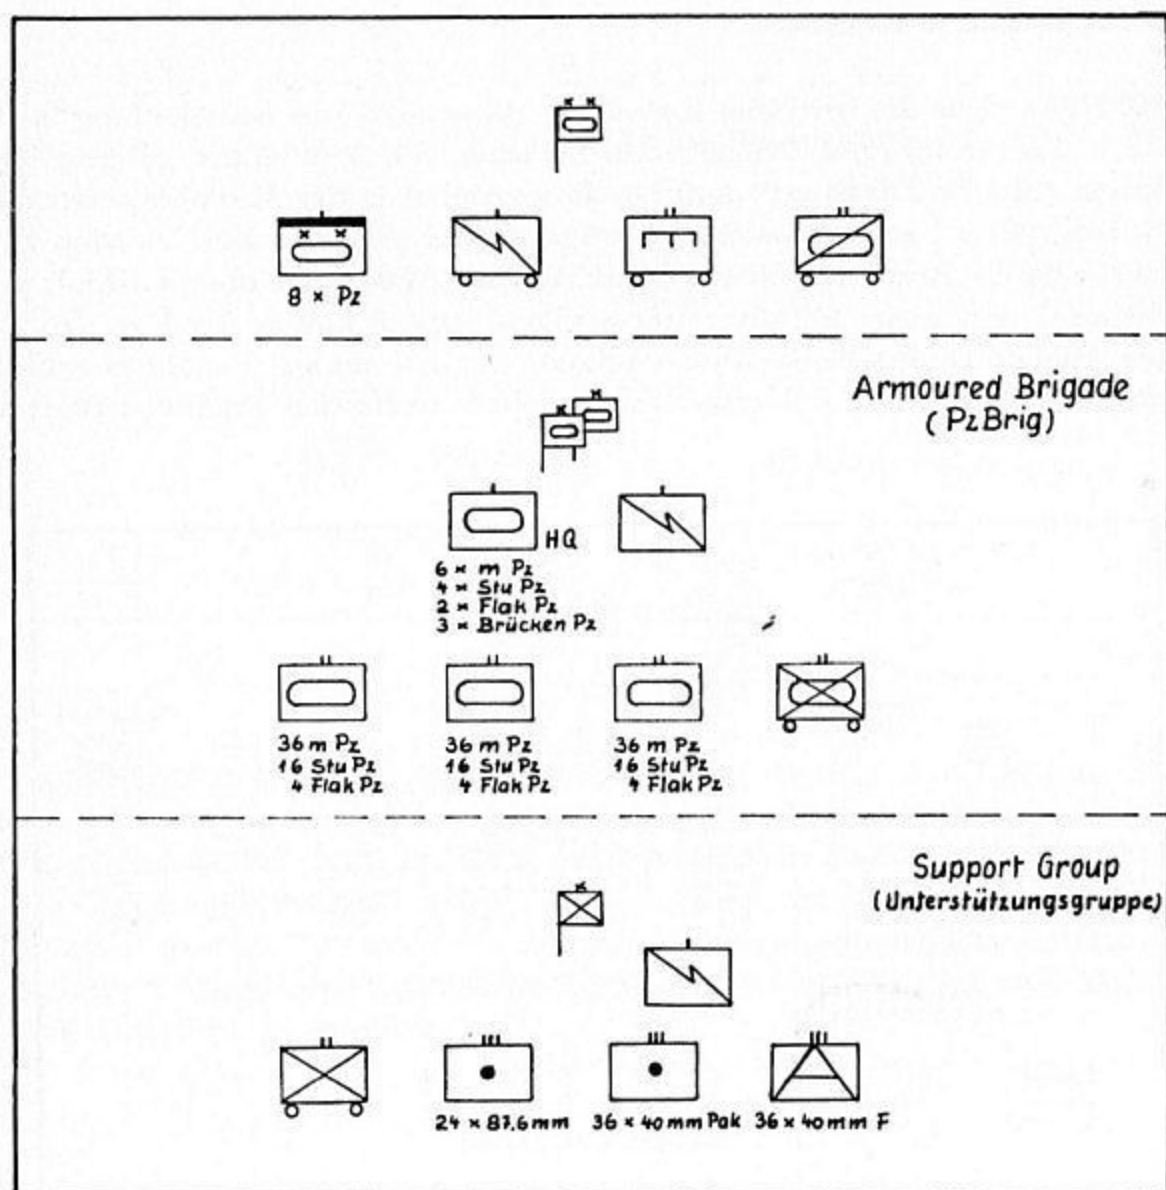 8 × Pz
Armoured Brigade
(PzBrig)
HQ
6 × m Pz
4 × Stu Pz
2 × Flak Pz
3 × Brücken Pz
36 m Pz
16 Stu Pz
4 Flak Pz
36 m Pz
16 Stu Pz
4 Flak Pz
36 m Pz
16 Stu Pz
4 Flak Pz
Support Group
(Unterstützungsgruppe)
24 × 87,6 mm
36 × 40 mm Pak
36 × 40 mm F